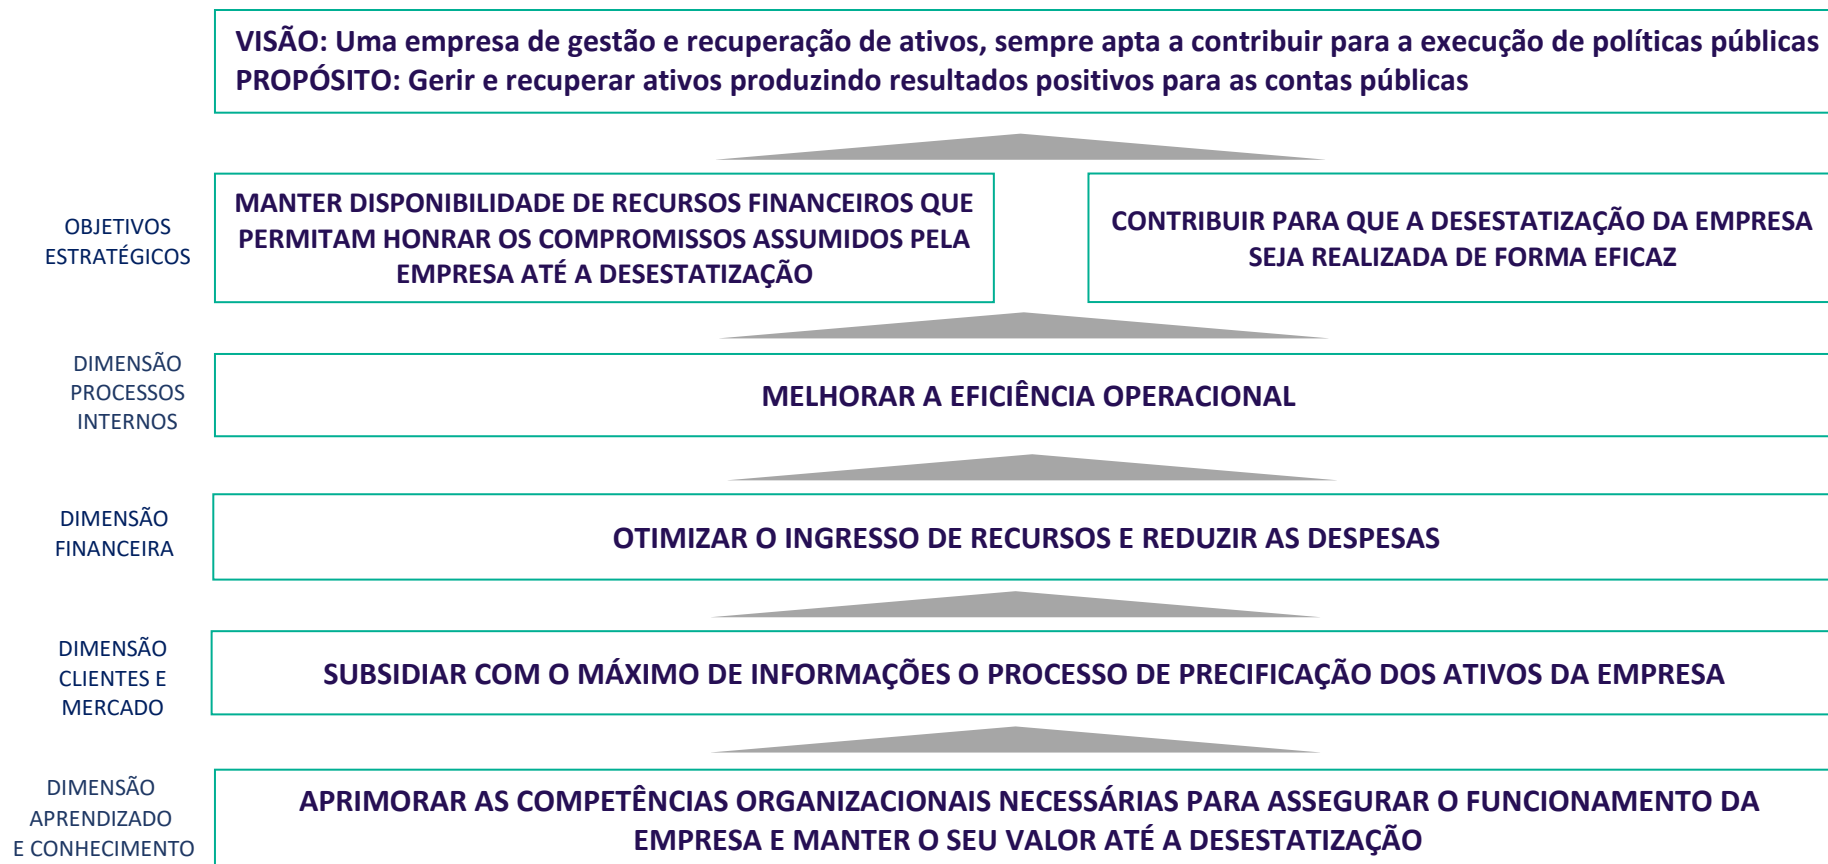 VISÃO: Uma empresa de gestão e recuperação de ativos, sempre apta a contribuir para a execução de políticas públicas
PROPÓSITO: Gerir e recuperar ativos produzindo resultados positivos para as contas públicas
OBJETIVOS
ESTRATÉGICOS
MANTER DISPONIBILIDADE DE RECURSOS FINANCEIROS QUE
PERMITAM HONRAR OS COMPROMISSOS ASSUMIDOS PELA
EMPRESA ATÉ A DESESTATIZAÇÃO
CONTRIBUIR PARA QUE A DESESTATIZAÇÃO DA EMPRESA
SEJA REALIZADA DE FORMA EFICAZ
DIMENSÃO
PROCESSOS
INTERNOS
MELHORAR A EFICIÊNCIA OPERACIONAL
DIMENSÃO
FINANCEIRA
OTIMIZAR O INGRESSO DE RECURSOS E REDUZIR AS DESPESAS
DIMENSÃO
CLIENTES E
MERCADO
SUBSIDIAR COM O MÁXIMO DE INFORMAÇÕES O PROCESSO DE PRECIFICAÇÃO DOS ATIVOS DA EMPRESA
DIMENSÃO
APRENDIZADO
E CONHECIMENTO
APRIMORAR AS COMPETÊNCIAS ORGANIZACIONAIS NECESSÁRIAS PARA ASSEGURAR O FUNCIONAMENTO DA
EMPRESA E MANTER O SEU VALOR ATÉ A DESESTATIZAÇÃO